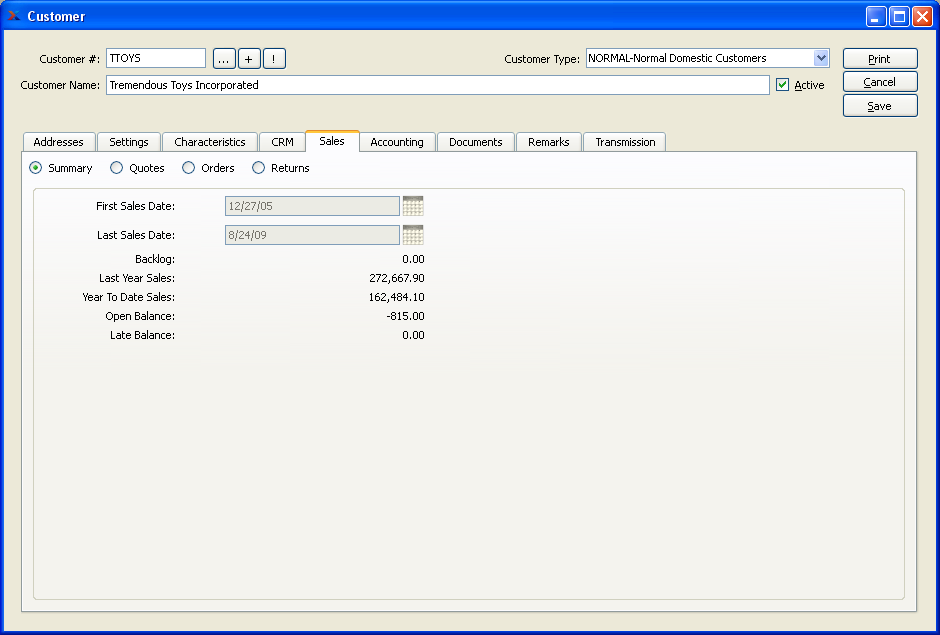 Customer
Customer #: TTOYS ... + ! Customer Type: NORMAL-Normal Domestic Customers Print
Customer Name: Tremendous Toys Incorporated Active Cancel
Save
Addresses Settings Characteristics CRM Sales Accounting Documents Remarks Transmission
Summary Quotes Orders Returns
First Sales Date: 12/27/05
Last Sales Date: 8/24/09
Backlog: 0.00
Last Year Sales: 272,667.90
Year To Date Sales: 162,484.10
Open Balance: -815.00
Late Balance: 0.00